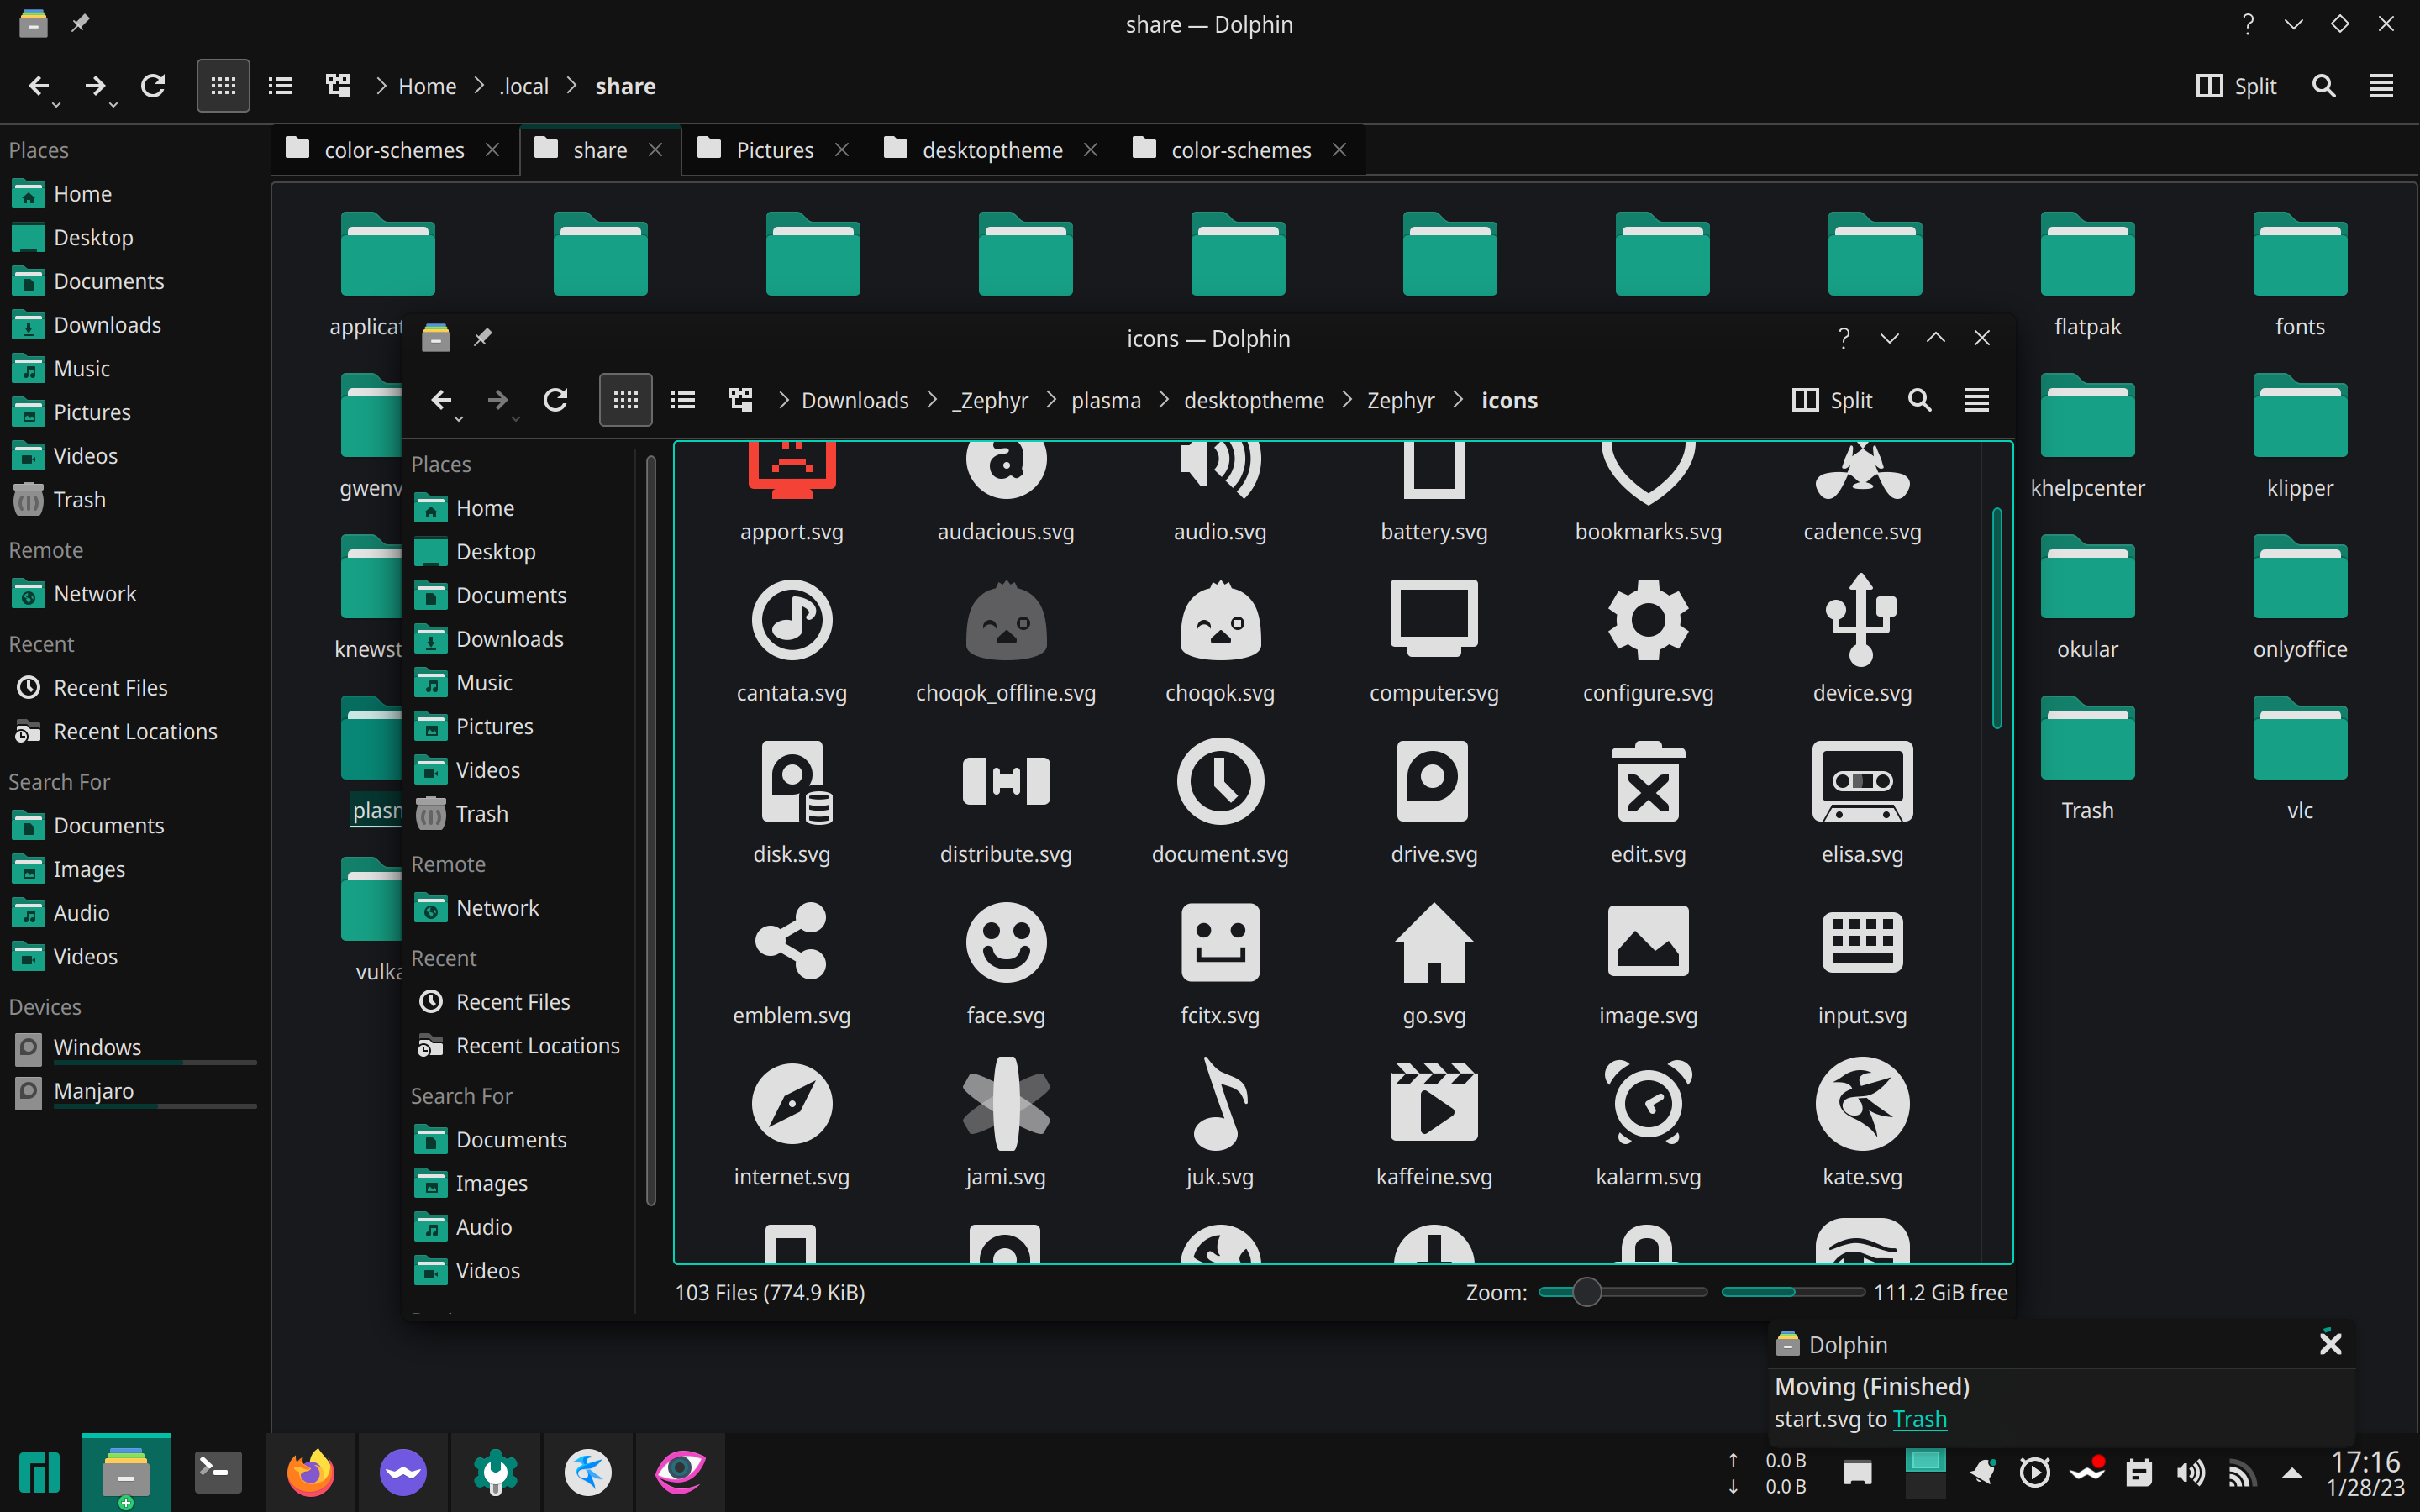 share — Dolphin
Home .local share
Split
Places
Home
Desktop
Documents
Downloads
Music
Pictures
Videos
Trash
Remote
Network
Recent
Recent Files
Recent Locations
Search For
Documents
Images
Audio
Videos
Devices
Windows
Manjaro
color-schemes share Pictures desktoptheme color-schemes
flatpak fonts
khelpcenter klipper
okular onlyoffice
Trash vlc
icons — Dolphin
Downloads _Zephyr plasma desktoptheme Zephyr icons
Split
Places
Home
Desktop
Documents
Downloads
Music
Pictures
Videos
Trash
Remote
Network
Recent
Recent Files
Recent Locations
Search For
Documents
Images
Audio
Videos
apport.svg audacious.svg audio.svg battery.svg bookmarks.svg cadence.svg
cantata.svg choqok_offline.svg choqok.svg computer.svg configure.svg device.svg
disk.svg distribute.svg document.svg drive.svg edit.svg elisa.svg
emblem.svg face.svg fcitx.svg go.svg image.svg input.svg
internet.svg jami.svg juk.svg kaffeine.svg kalarm.svg kate.svg
103 Files (774.9 KiB)
Zoom:
111.2 GiB free
Dolphin
Moving (Finished)
start.svg to Trash
↑ 0.0 B
↓ 0.0 B
17:16
1/28/23